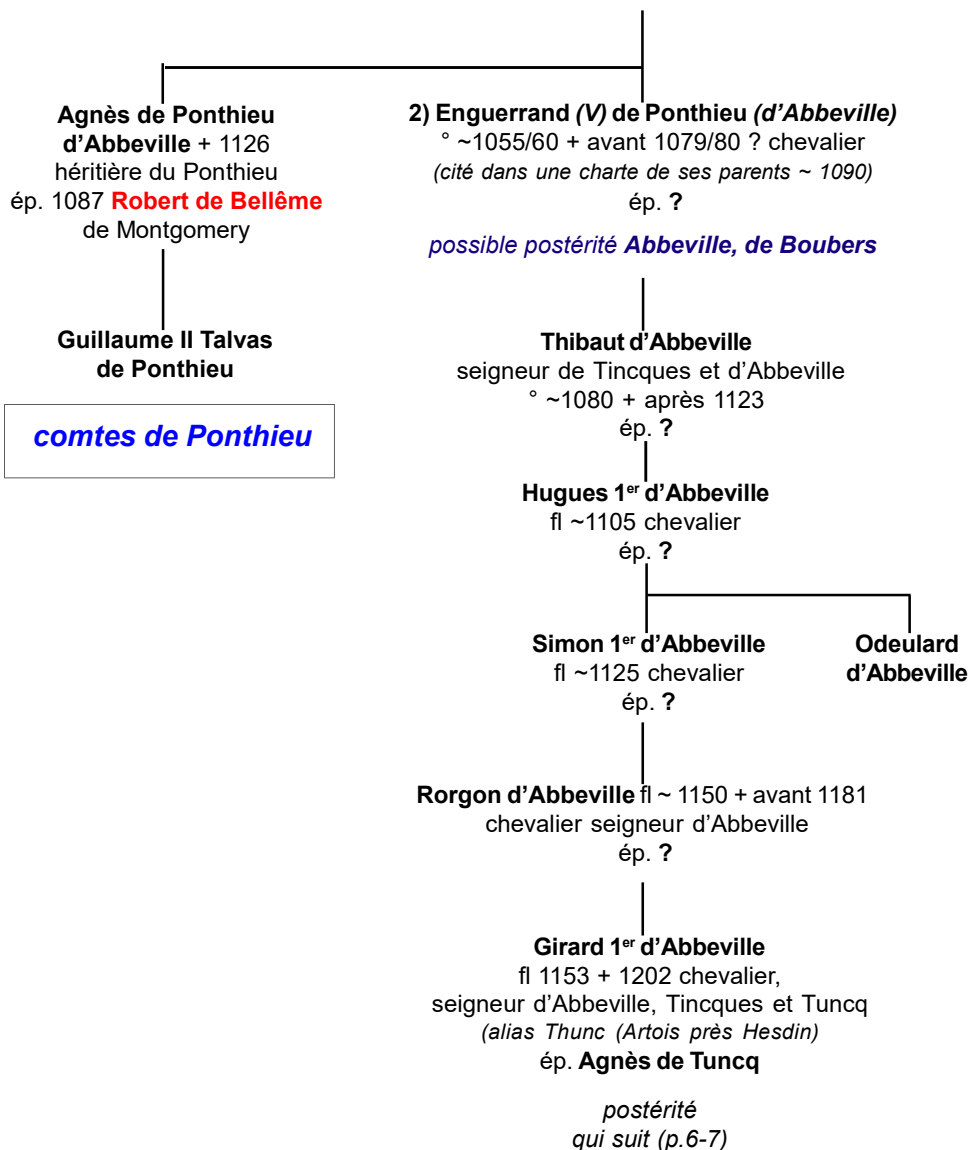 Agnès de Ponthieu
d'Abbeville + 1126
héritière du Ponthieu
ép. 1087 Robert de Bellême
de Montgomery
Guillaume II Talvas
de Ponthieu
comtes de Ponthieu
2) Enguerrand (V) de Ponthieu (d'Abbeville)
° ~1055/60 + avant 1079/80 ? chevalier
(cité dans une charte de ses parents ~ 1090)
ép. ?
possible postérité Abbeville, de Boubers
Thibaut d'Abbeville
seigneur de Tincques et d'Abbeville
° ~1080 + après 1123
ép. ?
Hugues 1er d'Abbeville
fl ~1105 chevalier
ép. ?
Simon 1er d'Abbeville
fl ~1125 chevalier
ép. ?
Odeulard
d'Abbeville
Rorgon d'Abbeville fl ~ 1150 + avant 1181
chevalier seigneur d'Abbeville
ép. ?
Girard 1er d'Abbeville
fl 1153 + 1202 chevalier,
seigneur d'Abbeville, Tincques et Tuncq
(alias Thunc (Artois près Hesdin)
ép. Agnès de Tuncq
postérité
qui suit (p.6-7)